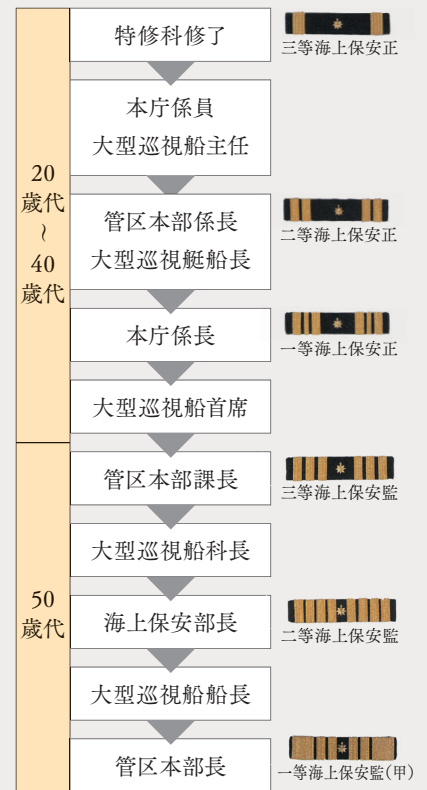 特修科修了
三等海上保安正
本庁係員
大型巡視船主任
20
歳代
〜
40
歳代
管区本部係長
大型巡視艇船長
二等海上保安正
本庁係長
一等海上保安正
大型巡視船首席
管区本部課長
三等海上保安監
大型巡視船科長
50
歳代
海上保安部長
二等海上保安監
大型巡視船船長
管区本部長
一等海上保安監(甲)